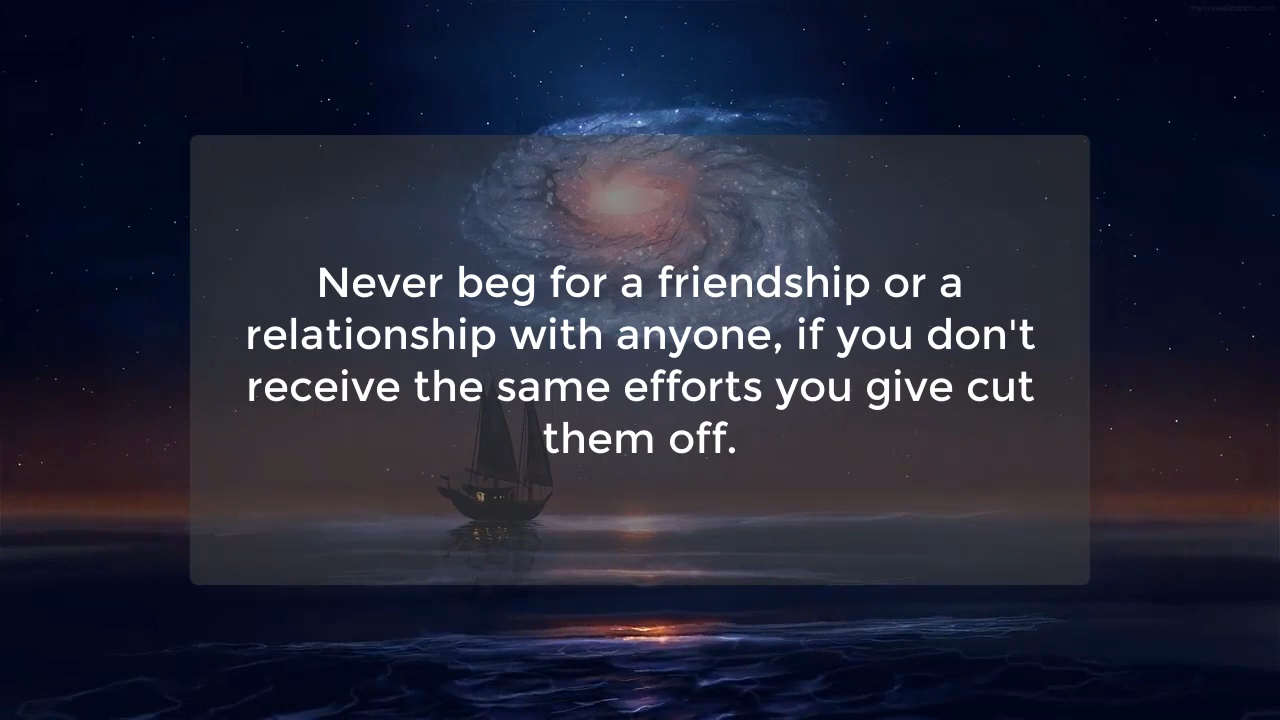 Never beg for a friendship or a
relationship with anyone, if you don't
receive the same efforts you give cut
them off.